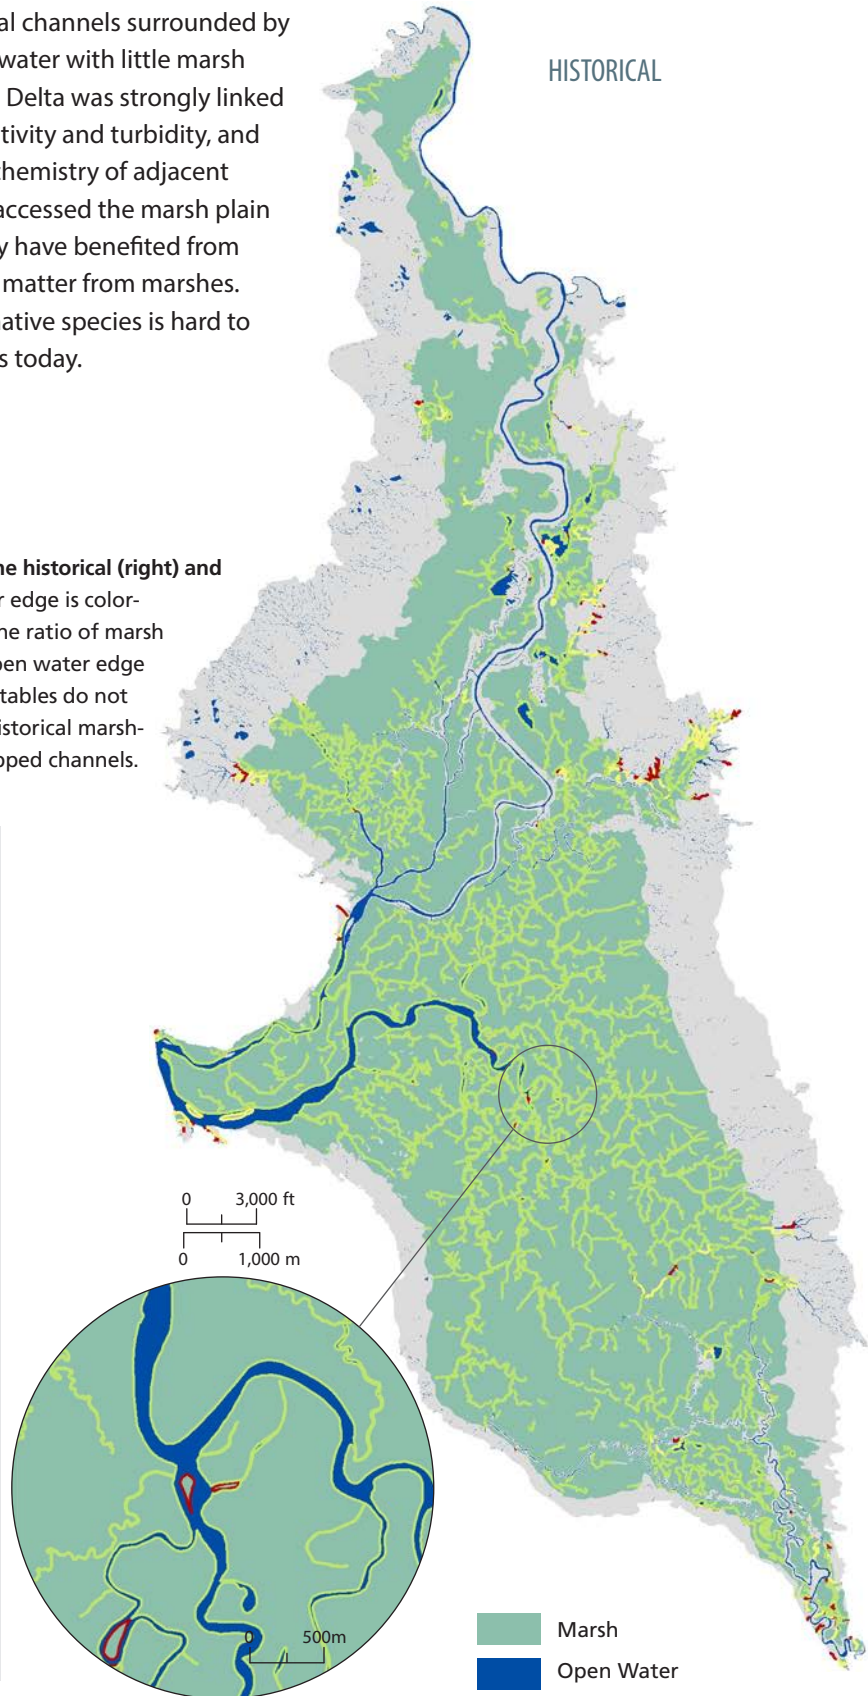 al channels surrounded by
water with little marsh
Delta was strongly linked
tivity and turbidity, and
chemistry of adjacent
accessed the marsh plain
y have benefited from
matter from marshes.
native species is hard to
s today.
HISTORICAL
he historical (right) and
r edge is color-
he ratio of marsh
pen water edge
tables do not
istorical marsh-
pped channels.
0 3,000 ft
0 1,000 m
0 500m
Marsh
Open Water